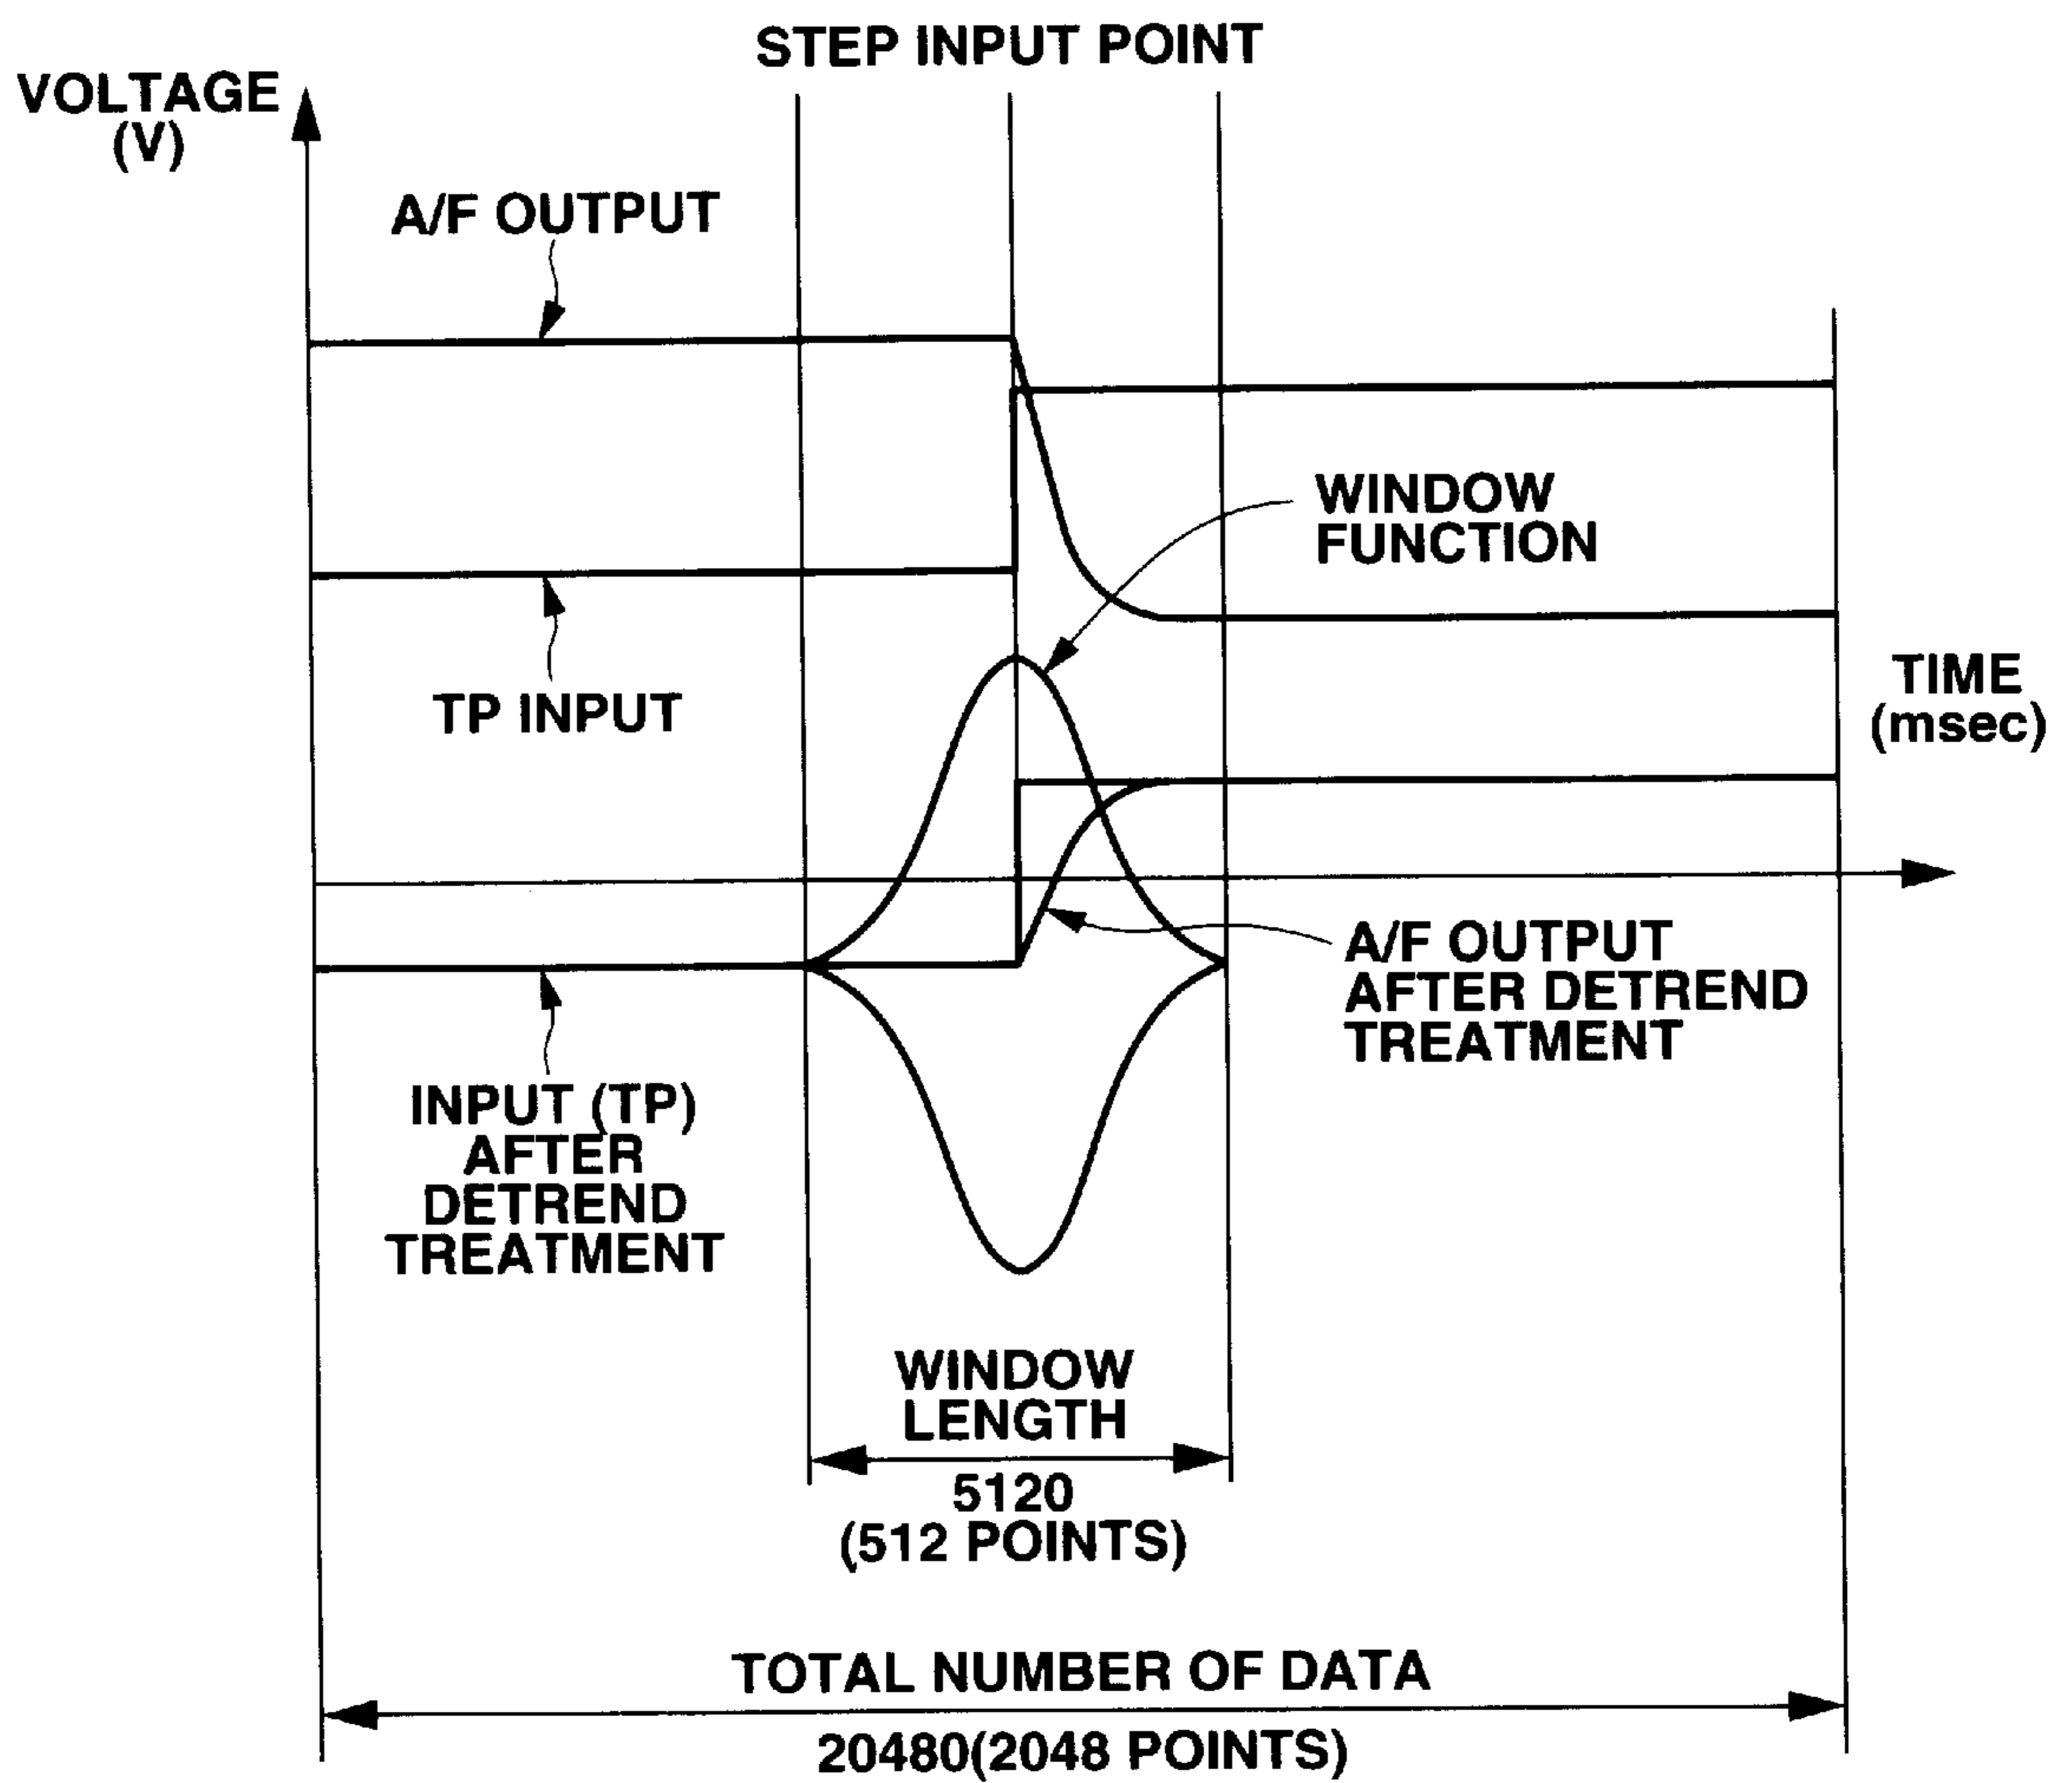 STEP INPUT POINT
VOLTAGE
(V)
A/F OUTPUT
WINDOW
FUNCTION
TP INPUT
TIME
(msec)
A/F OUTPUT
AFTER DETREND
TREATMENT
INPUT (TP)
AFTER
DETREND
TREATMENT
WINDOW
LENGTH
5120
(512 POINTS)
TOTAL NUMBER OF DATA
20480(2048 POINTS)